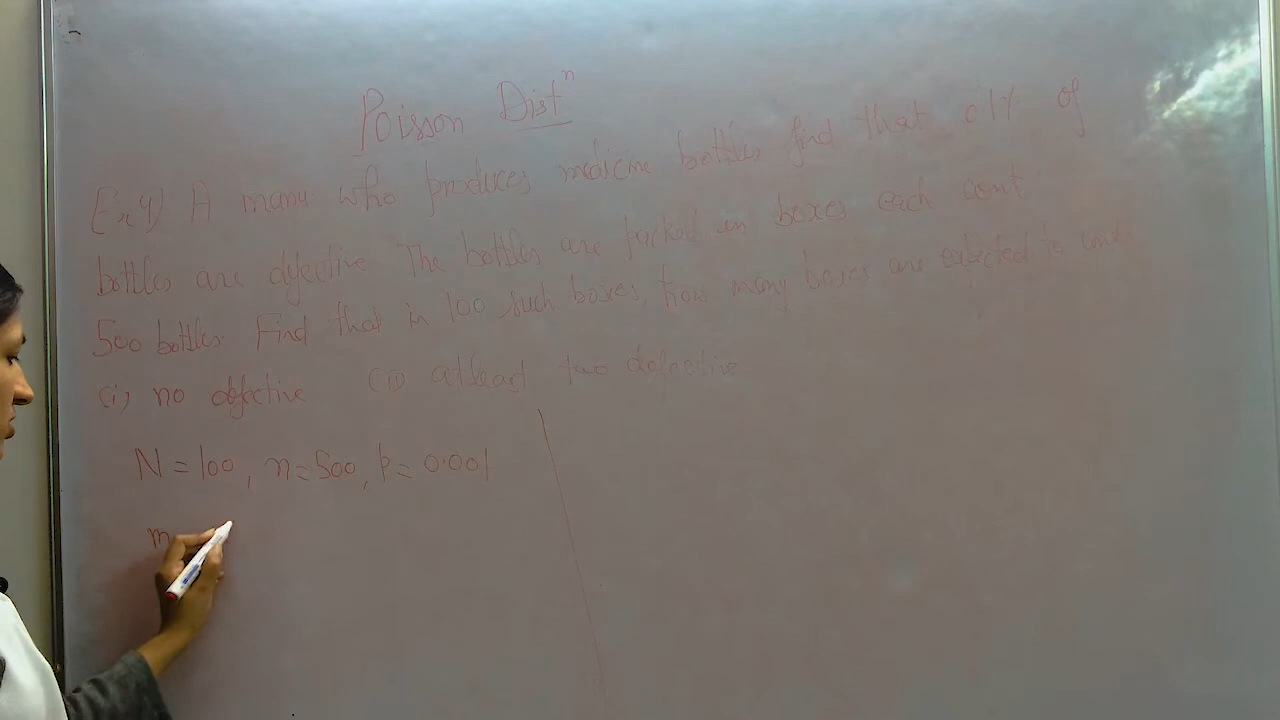 Poisson Distⁿ
Ex 4) A manu who produces medicine bottles find that 0.1% of
bottles are defective. The bottles are packed in boxes each cont
500 bottles. Find that in 100 such boxes, how many boxes are expected to
(i) no defective (ii) atleast two defective
N = 100, n = 500, p = 0.001
m